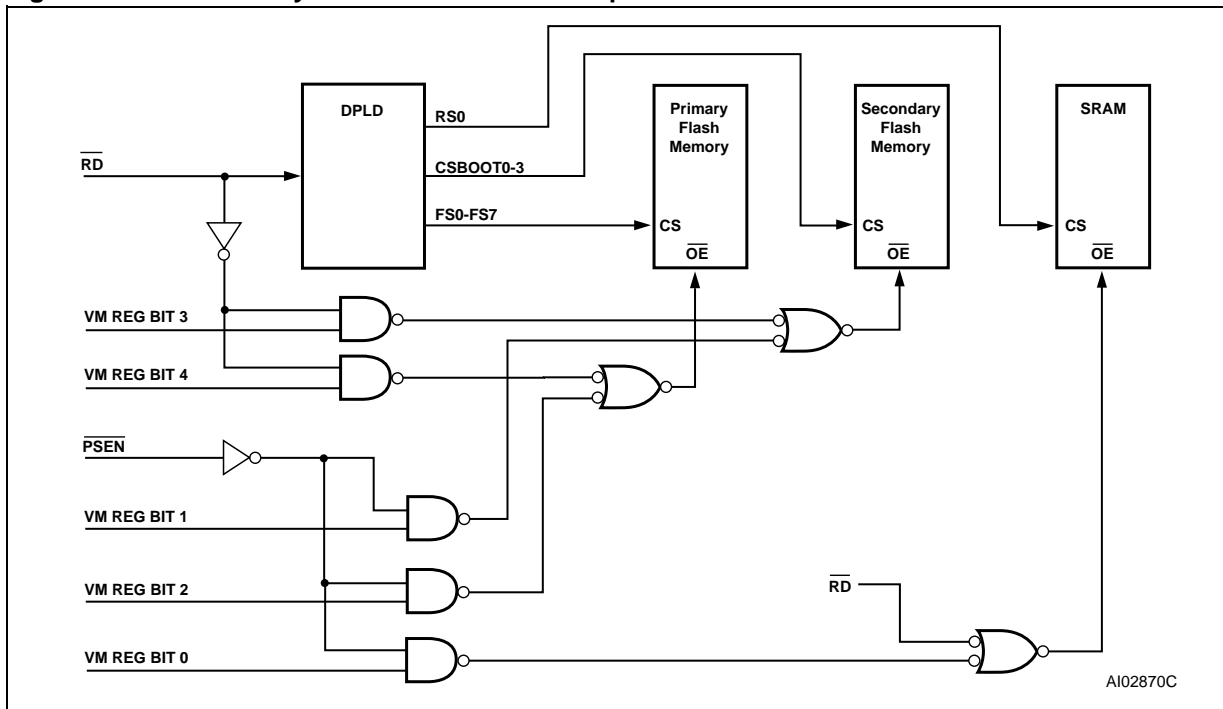 DPLD
RS0
CSBOOT0-3
FS0-FS7
Primary
Flash
Memory
CS
OE
Secondary
Flash
Memory
CS
OE
SRAM
CS
OE
RD
VM REG BIT 3
VM REG BIT 4
PSEN
VM REG BIT 1
VM REG BIT 2
VM REG BIT 0
RD
AI02870C